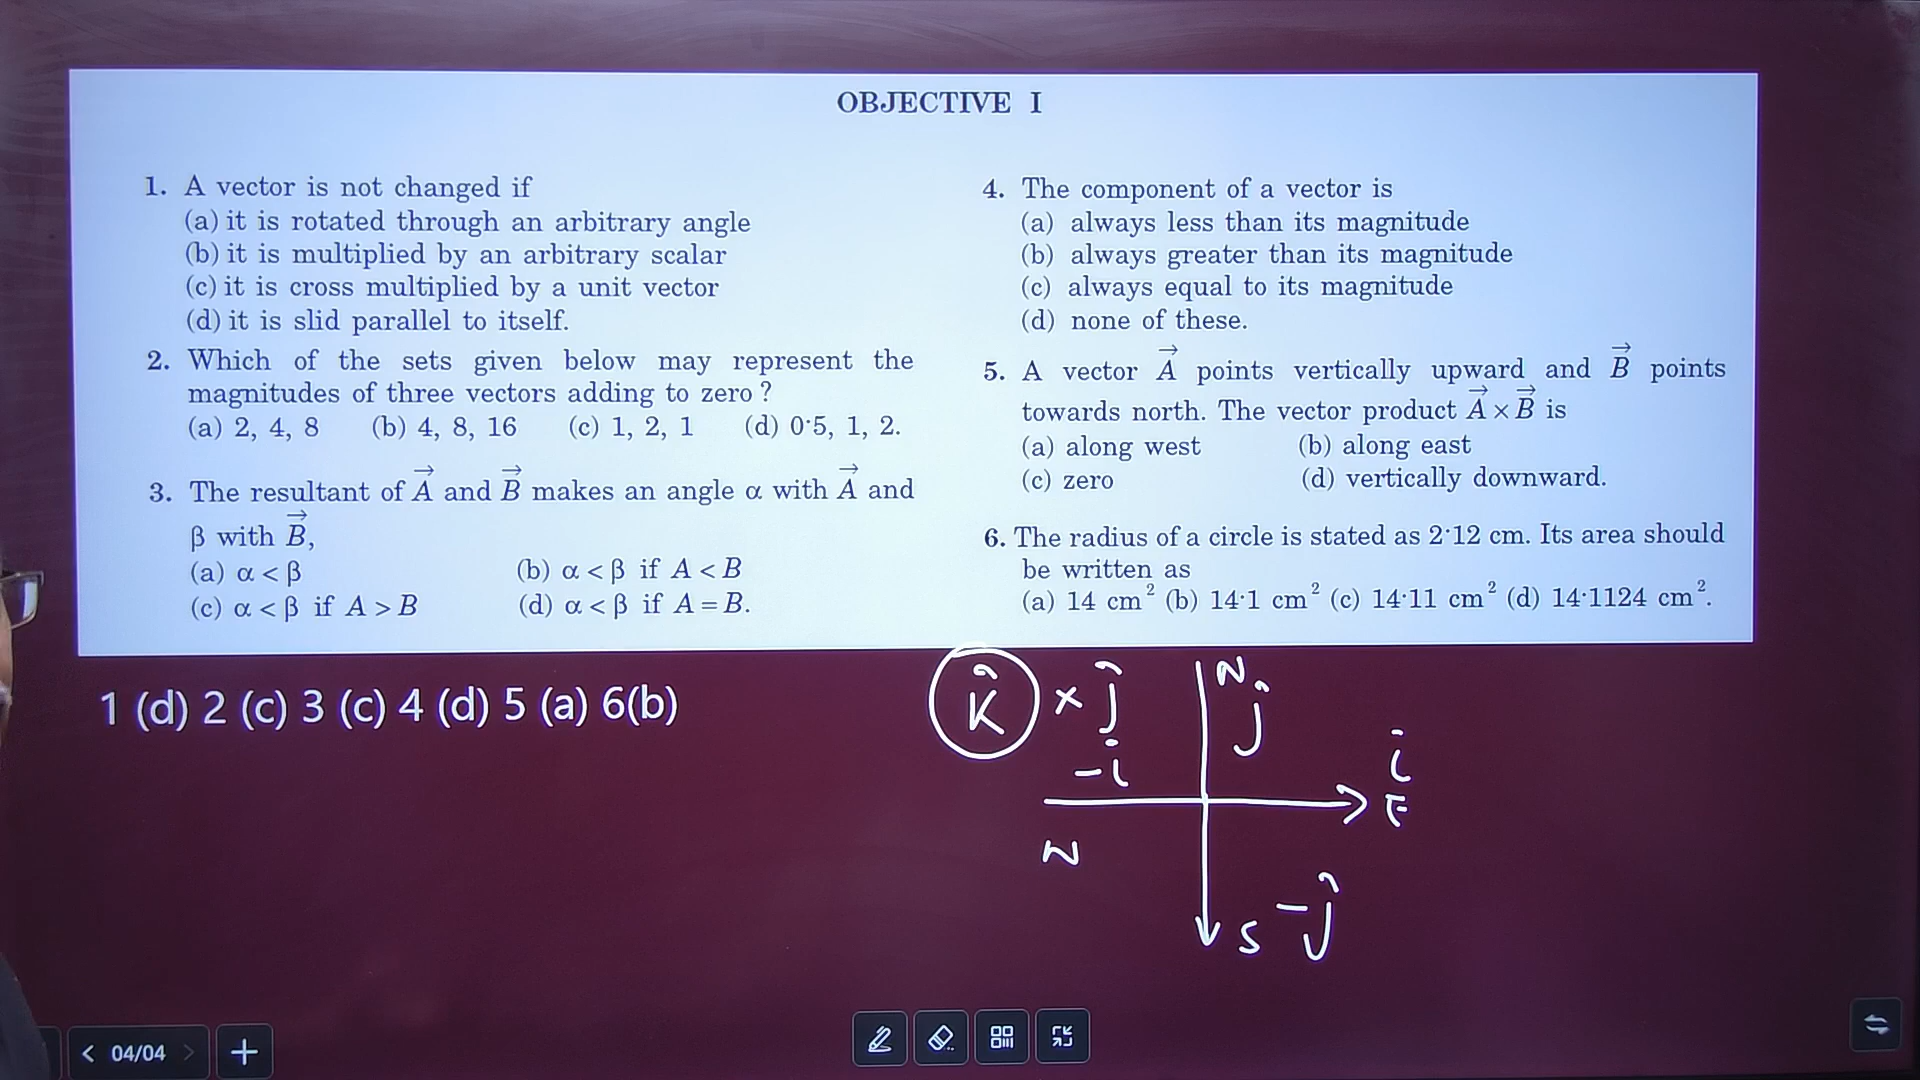 OBJECTIVE I
1. A vector is not changed if
(a) it is rotated through an arbitrary angle
(b) it is multiplied by an arbitrary scalar
(c) it is cross multiplied by a unit vector
(d) it is slid parallel to itself.
2. Which of the sets given below may represent the
magnitudes of three vectors adding to zero ?
(a) 2, 4, 8 (b) 4, 8, 16 (c) 1, 2, 1 (d) 0·5, 1, 2.
3. The resultant of A⃗ and B⃗ makes an angle α with A⃗ and
β with B⃗,
(a) α < β (b) α < β if A < B
(c) α < β if A > B (d) α < β if A = B.
4. The component of a vector is
(a) always less than its magnitude
(b) always greater than its magnitude
(c) always equal to its magnitude
(d) none of these.
5. A vector A⃗ points vertically upward and B⃗ points
towards north. The vector product A⃗ × B⃗ is
(a) along west (b) along east
(c) zero (d) vertically downward.
6. The radius of a circle is stated as 2·12 cm. Its area should
be written as
(a) 14 cm² (b) 14·1 cm² (c) 14·11 cm² (d) 14·1124 cm².
1 (d) 2 (c) 3 (c) 4 (d) 5 (a) 6(b)
k̂ × ĵ
-i
N
ĵ
i
E
S -ĵ
04/04